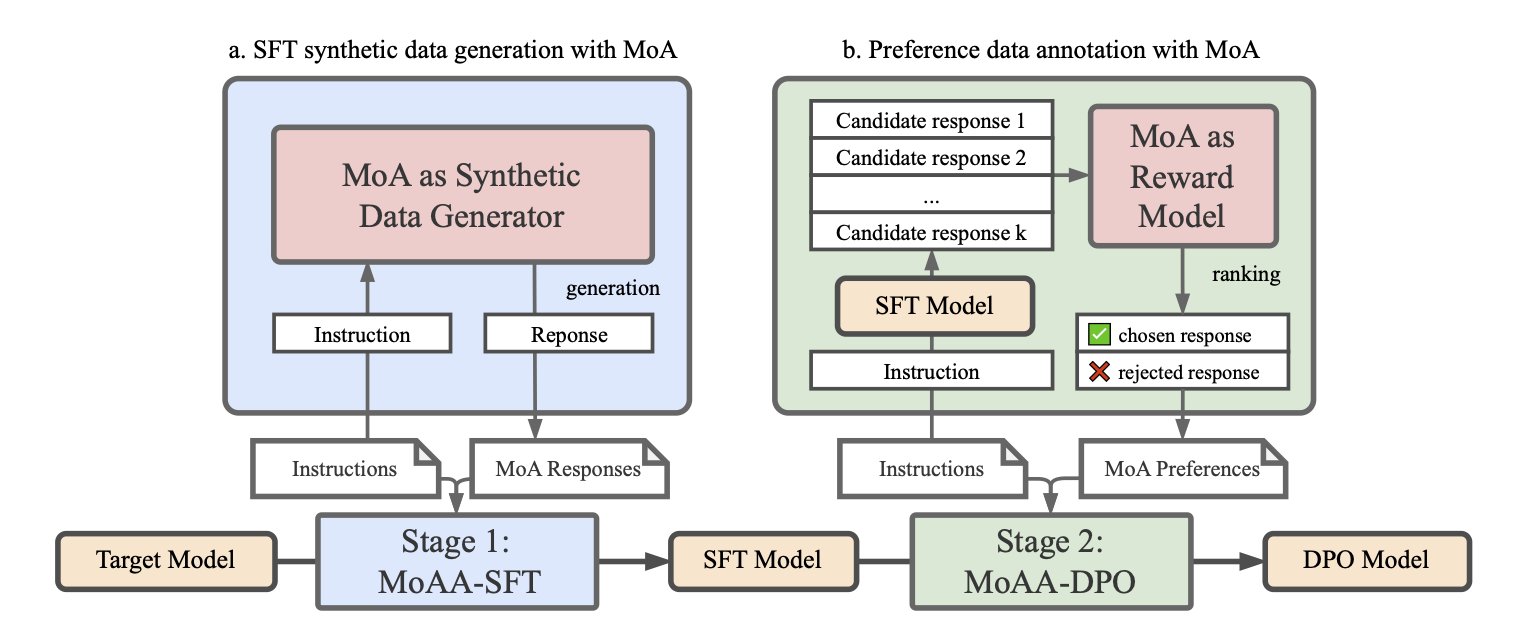 a. SFT synthetic data generation with MoA
MoA as Synthetic
Data Generator
generation
Instruction
Reponse
Instructions
MoA Responses
b. Preference data annotation with MoA
Candidate response 1
Candidate response 2
...
Candidate response k
MoA as
Reward
Model
SFT Model
ranking
Instruction
chosen response
rejected response
Instructions
MoA Preferences
Target Model
Stage 1:
MoAA-SFT
SFT Model
Stage 2:
MoAA-DPO
DPO Model